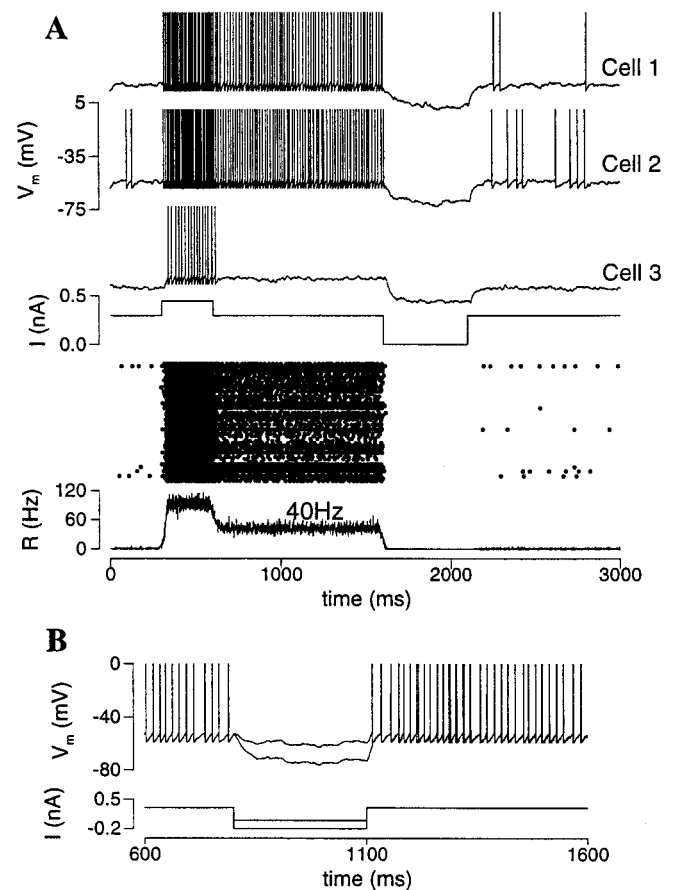 A
Cell 1
5
-35
-75
V_m (mV)
Cell 2
Cell 3
0.5
0.0
I (nA)
120
60
0
R (Hz)
40Hz
0 1000 2000 3000
time (ms)
B
0
-40
-80
V_m (mV)
0.5
-0.2
I (nA)
600 1100 1600
time (ms)